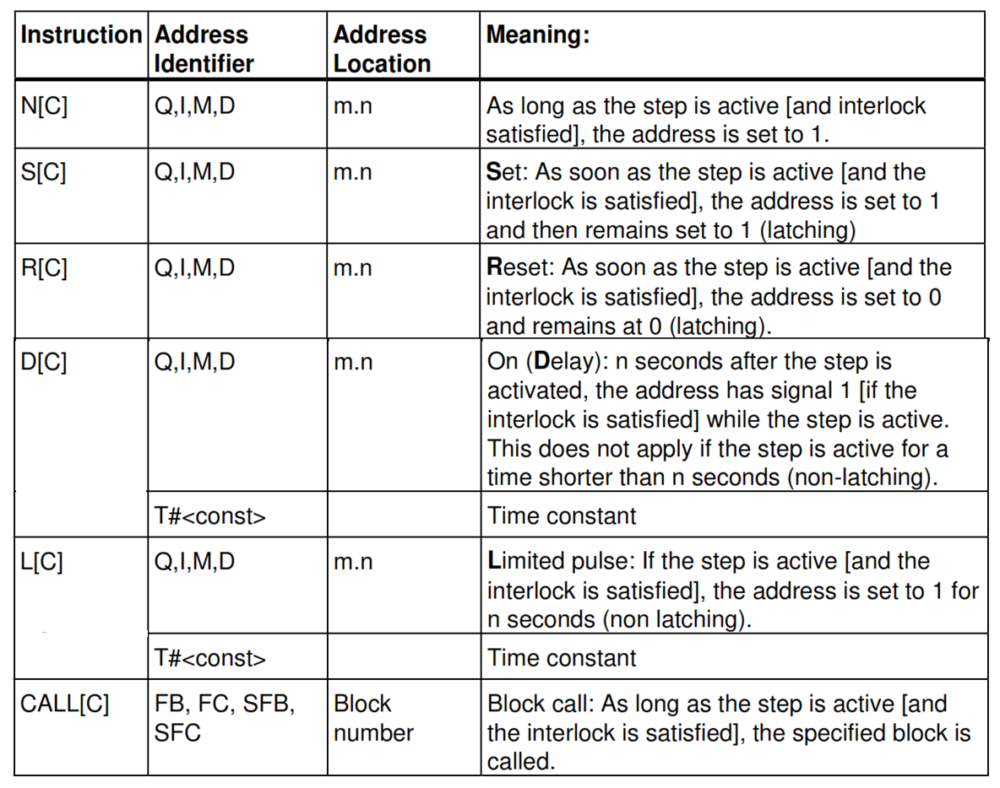 Instruction Address Identifier Address Location Meaning:
N[C] Q,I,M,D m.n As long as the step is active [and interlock
satisfied], the address is set to 1.
S[C] Q,I,M,D m.n Set: As soon as the step is active [and the
interlock is satisfied], the address is set to 1
and then remains set to 1 (latching)
R[C] Q,I,M,D m.n Reset: As soon as the step is active [and the
interlock is satisfied], the address is set to 0
and remains at 0 (latching).
D[C] Q,I,M,D m.n On (Delay): n seconds after the step is
activated, the address has signal 1 [if the
interlock is satisfied] while the step is active.
This does not apply if the step is active for a
time shorter than n seconds (non-latching).
T#<const> Time constant
L[C] Q,I,M,D m.n Limited pulse: If the step is active [and the
interlock is satisfied], the address is set to 1 for
n seconds (non latching).
T#<const> Time constant
CALL[C] FB, FC, SFB, SFC Block number Block call: As long as the step is active [and
the interlock is satisfied], the specified block is
called.